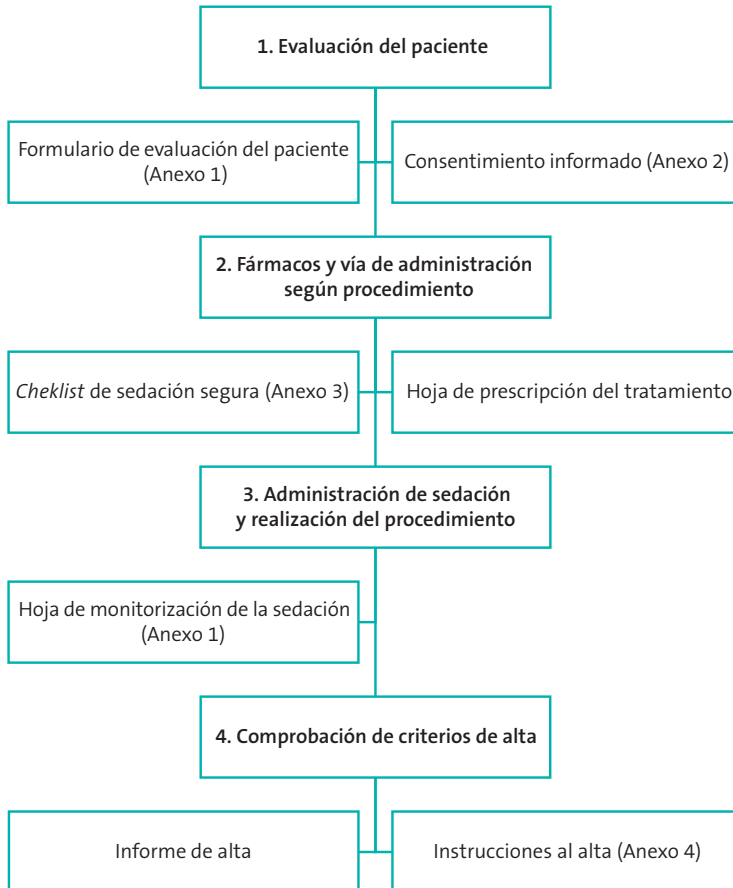 1. Evaluación del paciente
Formulario de evaluación del paciente
(Anexo 1)
Consentimiento informado (Anexo 2)
2. Fármacos y vía de administración
según procedimiento
Cheklist de sedación segura (Anexo 3)
Hoja de prescripción del tratamiento
3. Administración de sedación
y realización del procedimiento
Hoja de monitorización de la sedación
(Anexo 1)
4. Comprobación de criterios de alta
Informe de alta
Instrucciones al alta (Anexo 4)